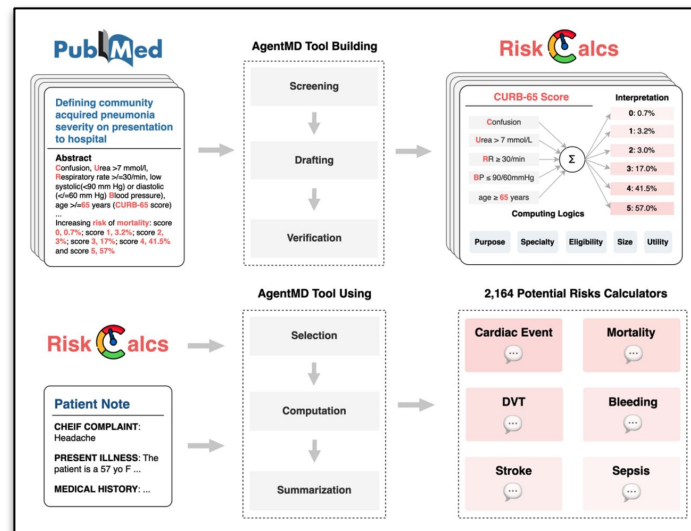 PubMed
AgentMD Tool Building
Risk Calcs
Defining community
acquired pneumonia
severity on presentation
to hospital
Abstract
Confusion, Urea >7 mmol/L,
Respiratory rate >/=30/min, low
systolic(<90 mm Hg) or diastolic
(</=60 mm Hg) Blood pressure),
age >/=65 years (CURB-65 score)
...
Increasing risk of mortality: score
0, 0.7%; score 1, 3.2%; score 2,
3%; score 3, 17%; score 4, 41.5%
and score 5, 57%
Screening
Drafting
Verification
CURB-65 Score
Interpretation
Confusion
Urea > 7 mmol/L
RR ≥ 30/min
BP ≤ 90/60mmHg
age ≥ 65 years
Σ
0: 0.7%
1: 3.2%
2: 3.0%
3: 17.0%
4: 41.5%
5: 57.0%
Computing Logics
Purpose
Specialty
Eligibility
Size
Utility
AgentMD Tool Using
2,164 Potential Risks Calculators
Risk Calcs
Patient Note
CHEIF COMPLAINT:
Headache
PRESENT ILLNESS: The
patient is a 57 yo F ...
MEDICAL HISTORY: ...
Selection
Computation
Summarization
Cardiac Event
Mortality
DVT
Bleeding
Stroke
Sepsis